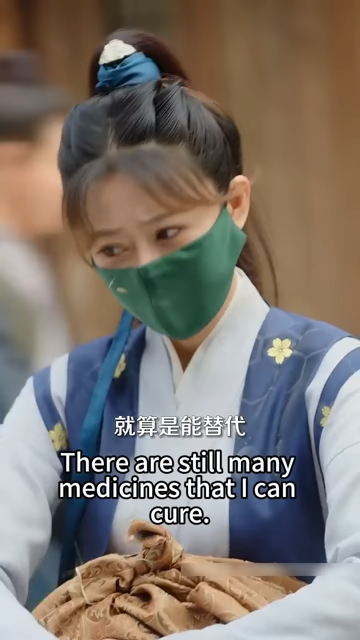 就算是能替代
There are still many
medicines that I can
cure.